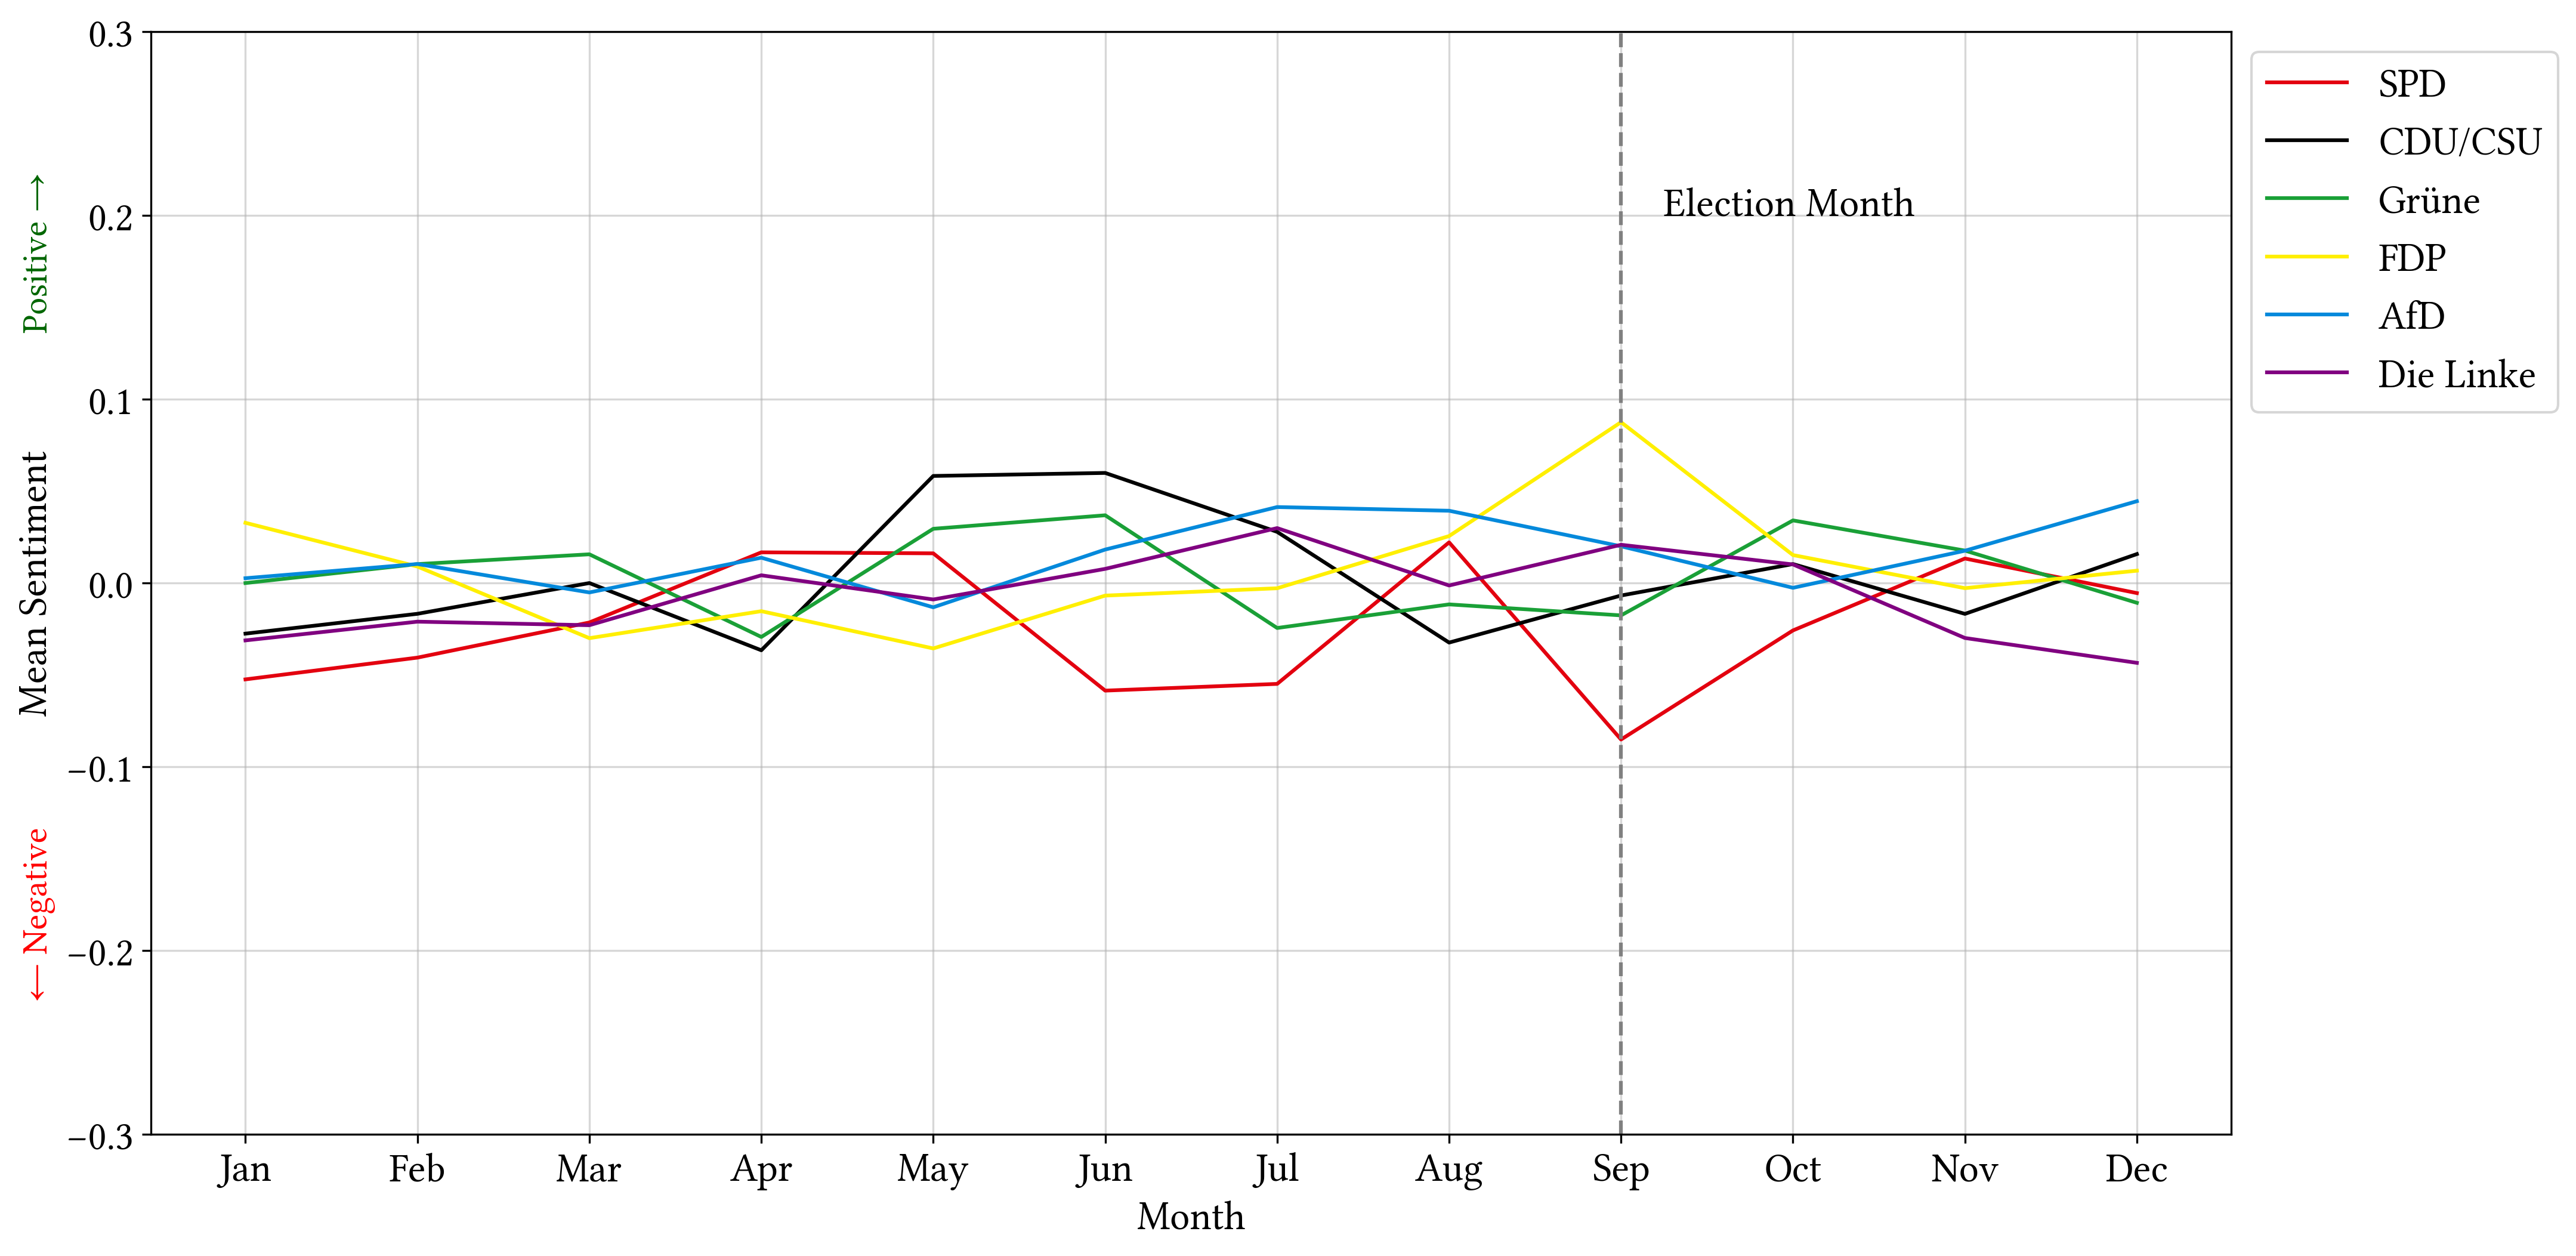 0.3
0.2
0.1
0.0
−0.1
−0.2
−0.3
Positive →
Mean Sentiment
← Negative
Election Month
Jan Feb Mar Apr May Jun Jul Aug Sep Oct Nov Dec
Month
SPD
CDU/CSU
Grüne
FDP
AfD
Die Linke